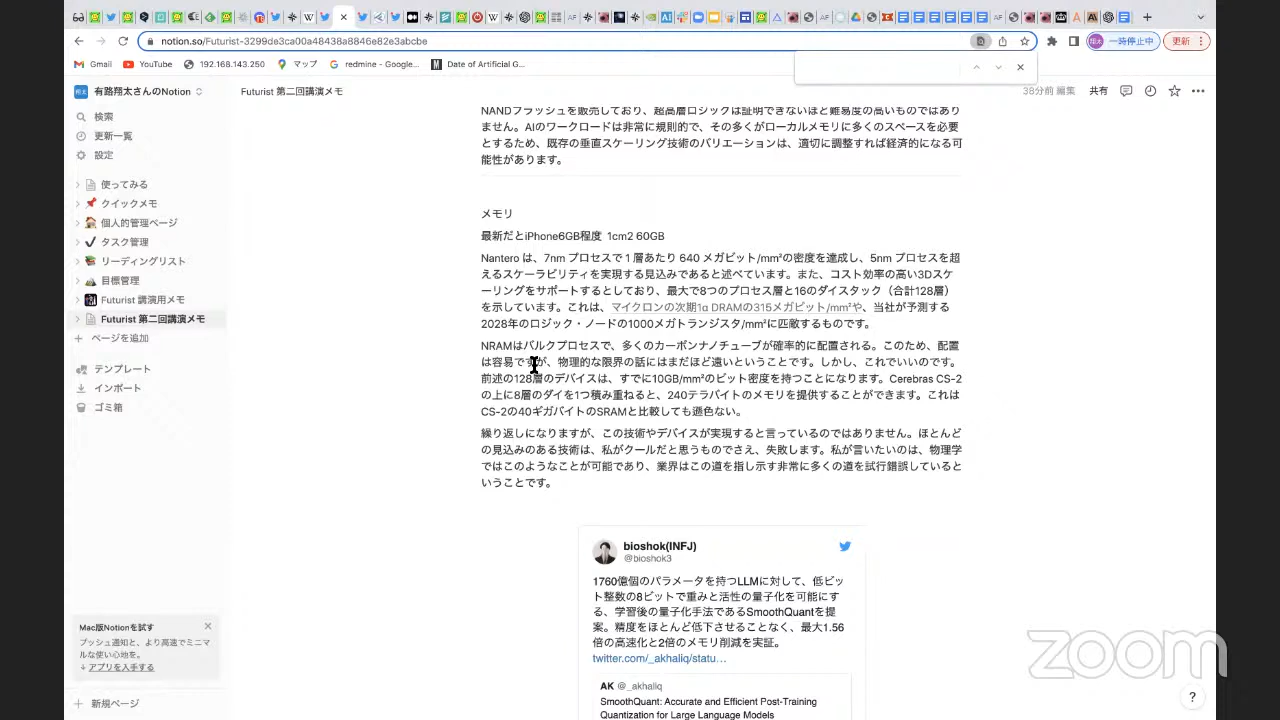 notion.so/Futurist-3299de3ca00a48438a8846e82e3abcbe
一時停止中
更新
Gmail
YouTube
192.168.143.250
マップ
redmine - Google...
Date of Artificial G...
有路翔太さんのNotion
Futurist 第二回講演メモ
38分前 編集
共有
検索
更新一覧
設定
使ってみる
クイックメモ
個人的管理ページ
タスク管理
リーディングリスト
目標管理
Futurist 講演用メモ
Futurist 第二回講演メモ
ページを追加
テンプレート
インポート
ゴミ箱
Mac版Notionを試す
プッシュ通知と、より高速でミニマ
ルな使い心地を。
↓ アプリを入手する
新規ページ
NANDフラッシュを販売しており、超高層ロジックは証明できないほど難易度の高いものではあり
ません。AIのワークロードは非常に規則的で、その多くがローカルメモリに多くのスペースを必要
とするため、既存の垂直スケーリング技術のバリエーションは、適切に調整すれば経済的になる可
能性があります。
メモリ
最新だとiPhone6GB程度 1cm2 60GB
Nantero は、7nm プロセスで 1 層あたり 640 メガビット/mm²の密度を達成し、5nm プロセスを超
えるスケーラビリティを実現する見込みであると述べています。また、コスト効率の高い3Dスケ
ーリングをサポートするとしており、最大で8つのプロセス層と16のダイスタック（合計128層）
を示しています。これは、マイクロンの次期1α DRAMの315メガビット/mm²や、当社が予測する
2028年のロジック・ノードの1000メガトランジスタ/mm²に匹敵するものです。
NRAMはバルクプロセスで、多くのカーボンナノチューブが確率的に配置される。このため、配置
は容易ですが、物理的な限界の話にはまだほど遠いということです。しかし、これでいいのです。
前述の128層のデバイスは、すでに10GB/mm²のビット密度を持つことになります。Cerebras CS-2
の上に8層のダイを1つ積み重ねると、240テラバイトのメモリを提供することができます。これは
CS-2の40ギガバイトのSRAMと比較しても遜色ない。
繰り返しになりますが、この技術やデバイスが実現すると言っているのではありません。ほとんど
の見込みのある技術は、私がクールだと思うものでさえ、失敗します。私が言いたいのは、物理学
ではこのようなことが可能であり、業界はこの道を指し示す非常に多くの道を試行錯誤していると
いうことです。
bioshok(INFJ)
@bioshok3
1760億個のパラメータを持つLLMに対して、低ビッ
ト整数の8ビットで重みと活性の量子化を可能にす
る、学習後の量子化手法であるSmoothQuantを提
案。精度をほとんど低下させることなく、最大1.56
倍の高速化と2倍のメモリ削減を実証。
twitter.com/_akhaliq/statu…
AK @_akhaliq
SmoothQuant: Accurate and Efficient Post-Training
Quantization for Large Language Models
zoom
?